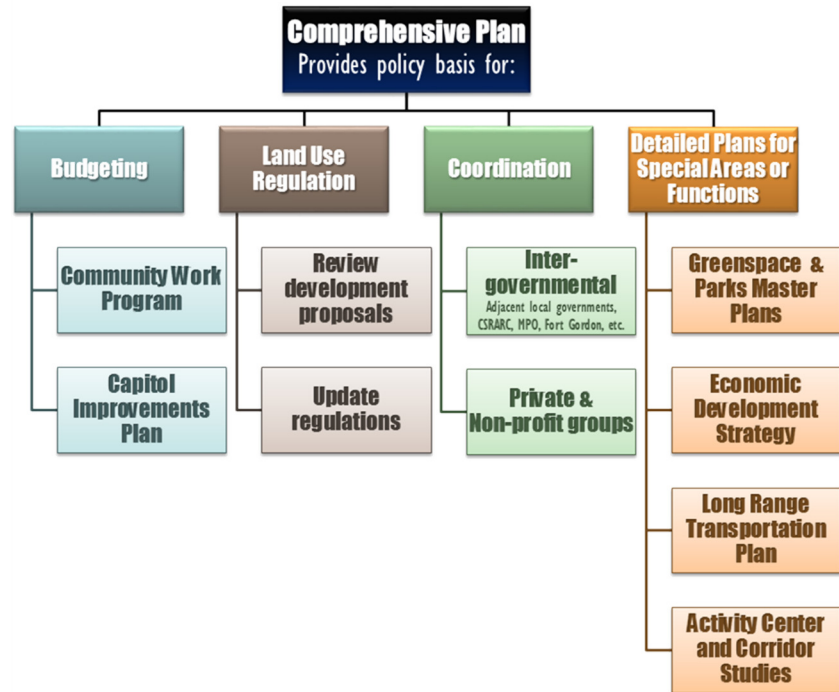 Comprehensive Plan
Provides policy basis for:
Budgeting
Community Work
Program
Capitol
Improvements
Plan
Land Use
Regulation
Review
development
proposals
Update
regulations
Coordination
Inter-
governmental
Adjacent local governments,
CSRARC, MPO, Fort Gordon, etc.
Private &
Non-profit groups
Detailed Plans for
Special Areas or
Functions
Greenspace &
Parks Master
Plans
Economic
Development
Strategy
Long Range
Transportation
Plan
Activity Center
and Corridor
Studies